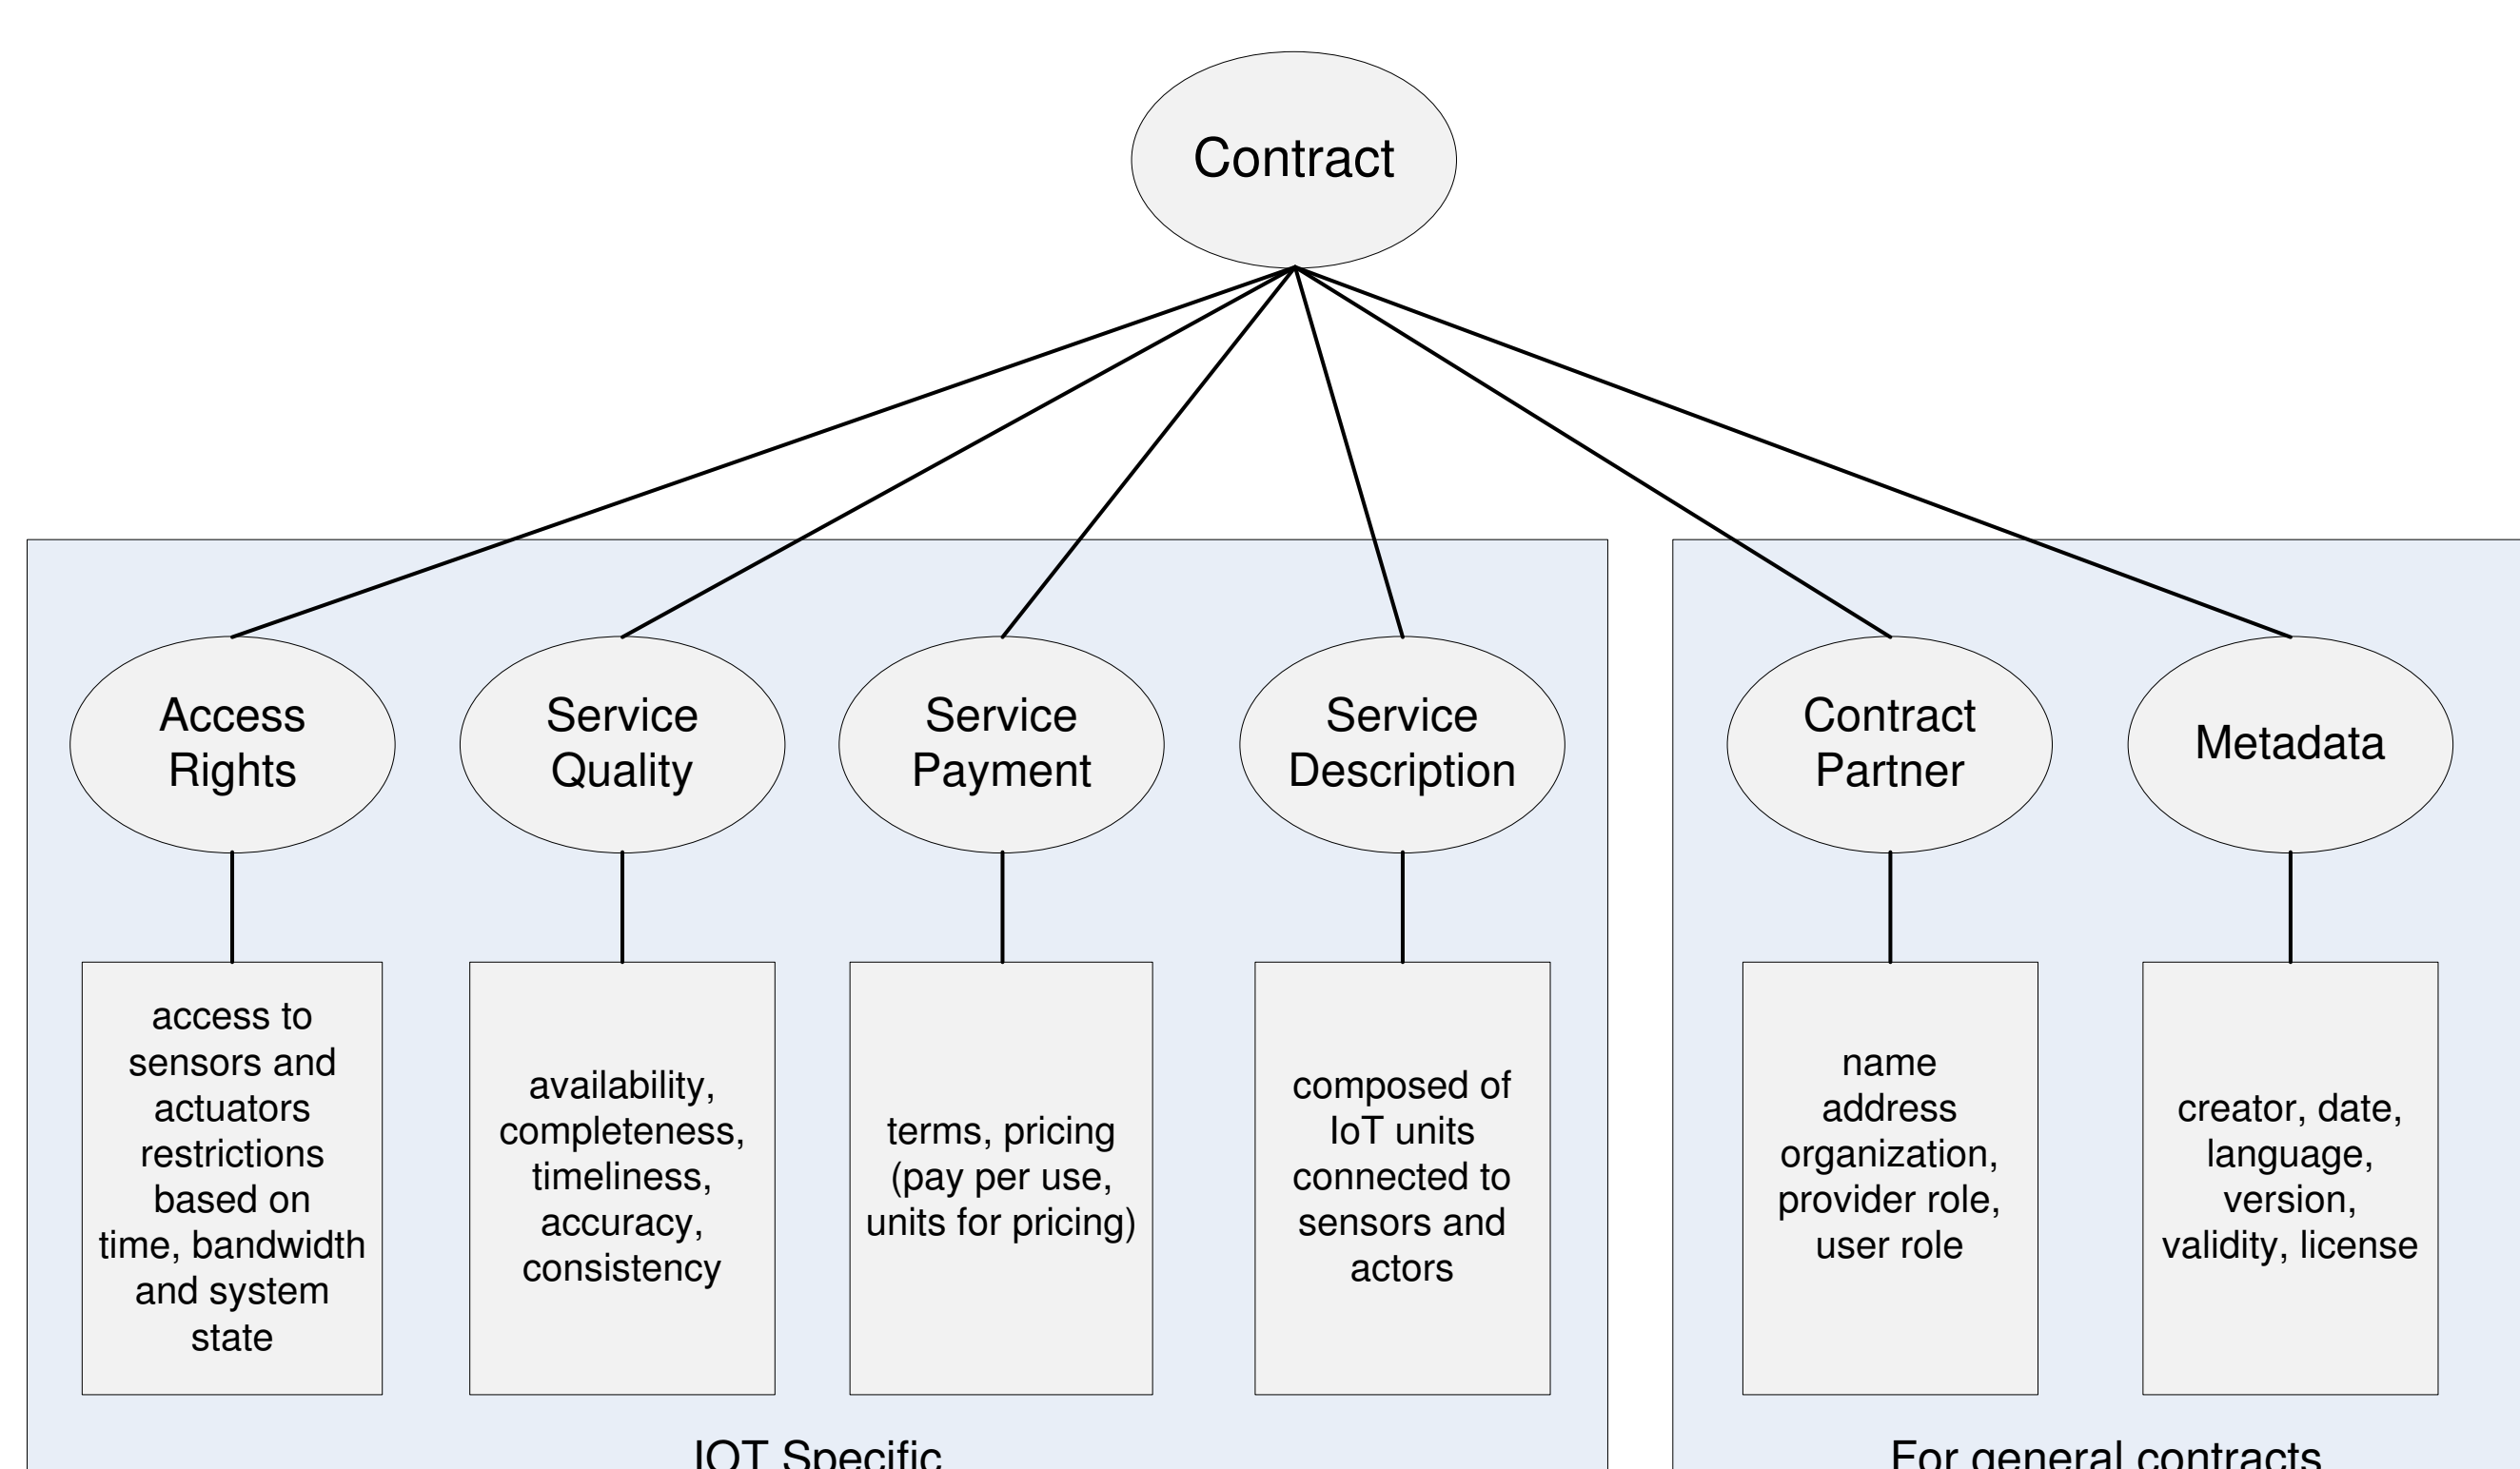 Contract
Access
Rights
Service
Quality
Service
Payment
Service
Description
Contract
Partner
Metadata
access to
sensors and
actuators
restrictions
based on
time, bandwidth
and system
state
availability,
completeness,
timeliness,
accuracy,
consistency
terms, pricing
(pay per use,
units for pricing)
composed of
IoT units
connected to
sensors and
actors
name
address
organization,
provider role,
user role
creator, date,
language,
version,
validity, license
IOT Specific
For general contracts